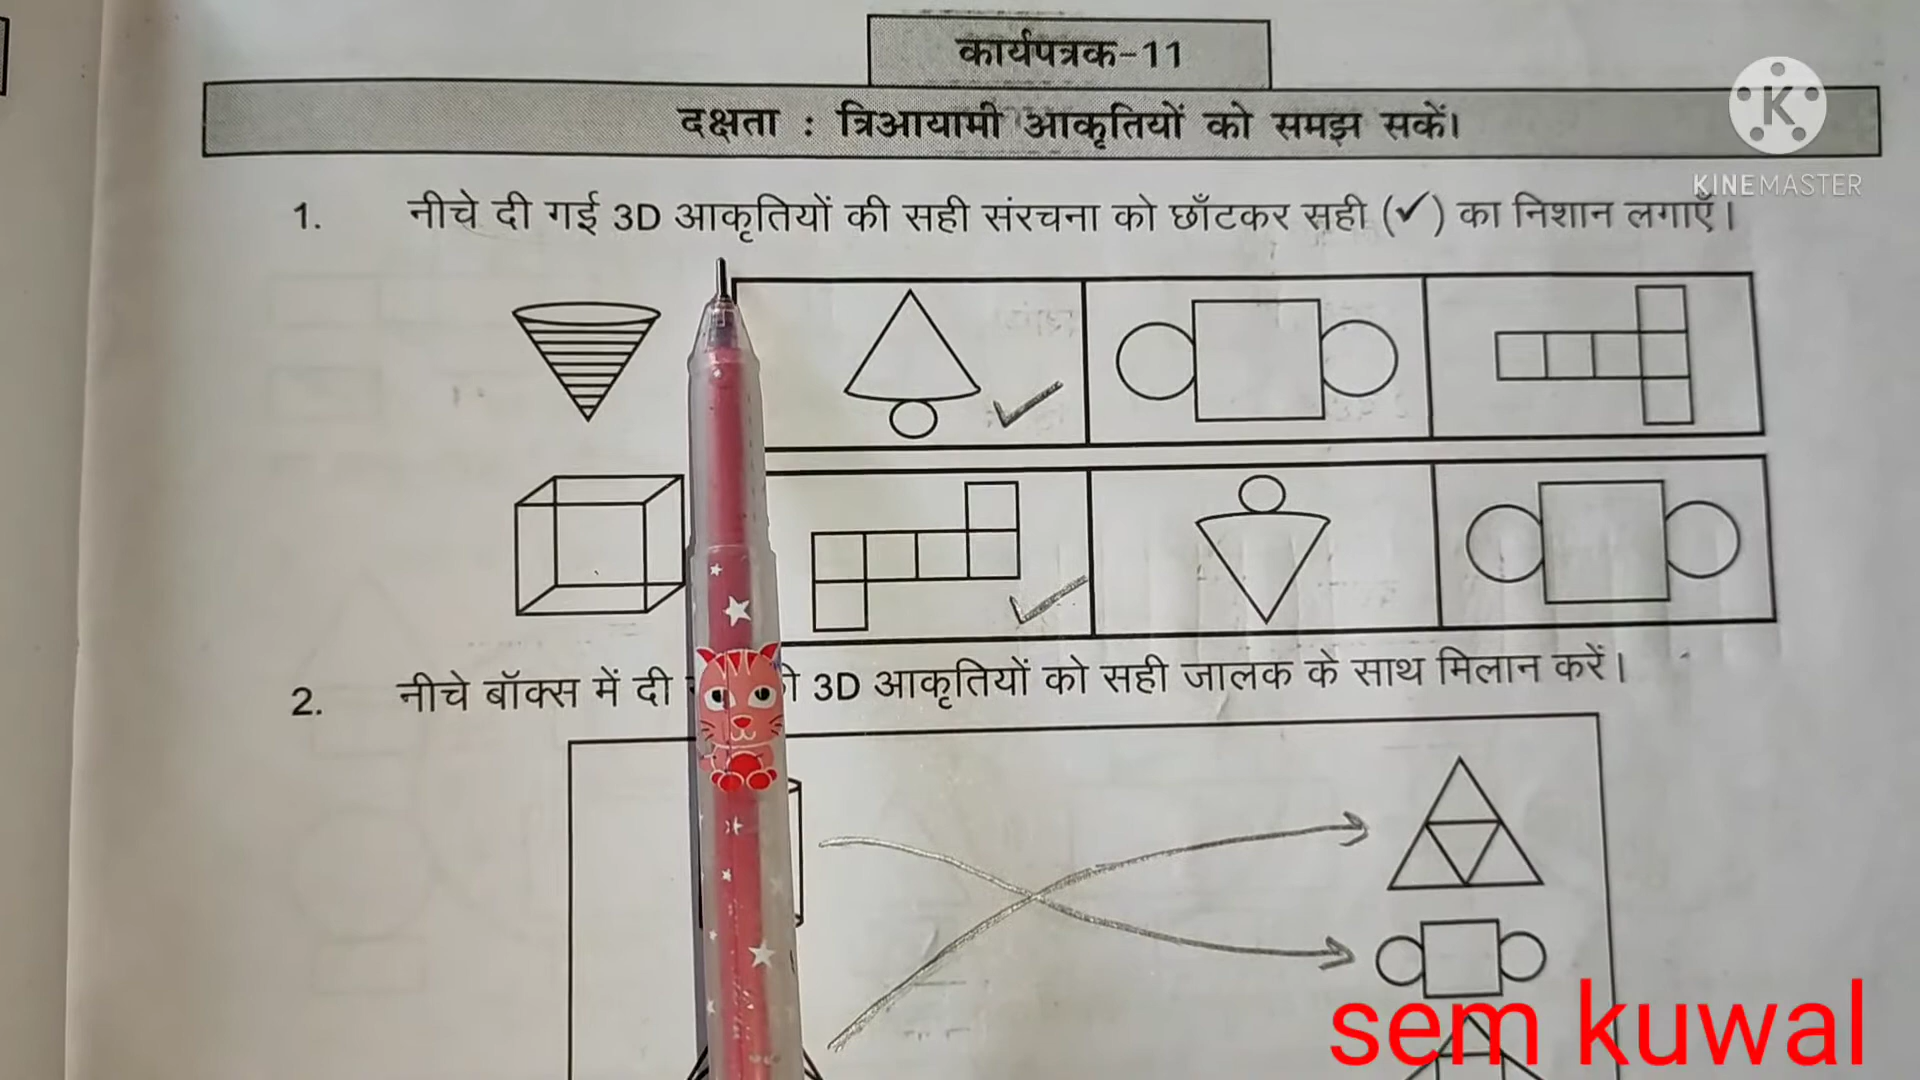 कार्यपत्रक-11
दक्षता : त्रिआयामी आकृतियों को समझ सकें।
KINEMASTER
1. नीचे दी गई 3D आकृतियों की सही संरचना को छाँटकर सही (✓) का निशान लगाएँ।
2. नीचे बॉक्स में दी 3D आकृतियों को सही जालक के साथ मिलान करें।
sem kuwal